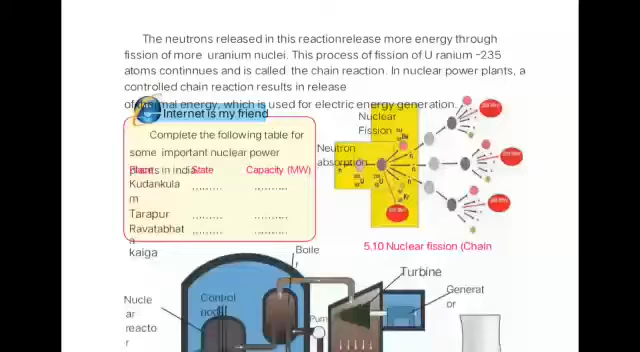 The neutrons released in this reactionrelease more energy through
fission of more uranium nuclei. This process of fission of U ranium -235
atoms continnues and is called the chain reaction. In nuclear power plants, a
controlled chain reaction results in release
energy, which is used for electric energy generation.
Internet is my friend
Complete the following table for
some important nuclear power
plants in india
Place State Capacity (MW)
Kudankula
m
......... ..........
Tarapur ......... ..........
Ravatabhat
a
......... ..........
kaiga
Nuclear
Fission
Neutron
absorption
n
U
U
n
n
n
Kr
5.10 Nuclear fission (Chain
Boile
r
Turbine
Generat
or
Control
Pum
Nucle
ar
reacto
r